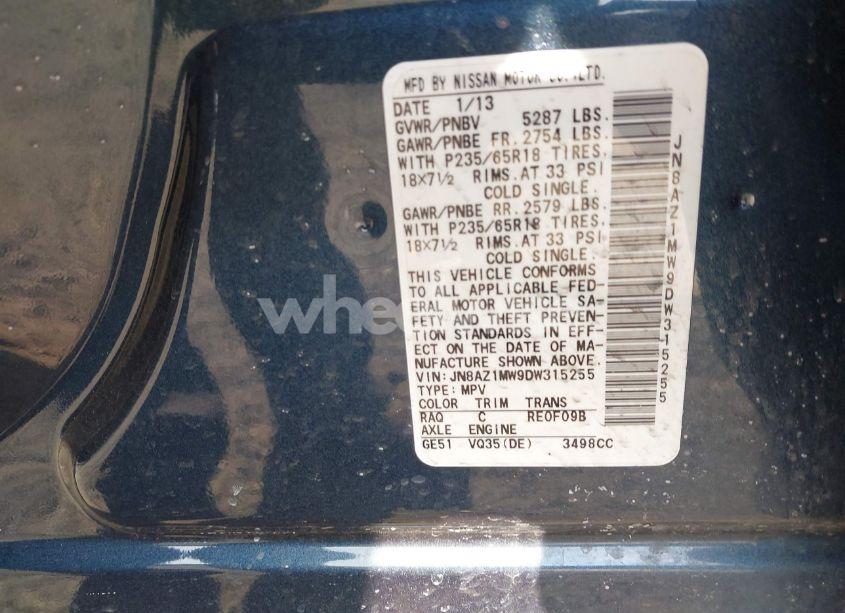 MFD BY NISSAN MOTOR CO.,LTD.
DATE 1/13
GVWR/PNBV 5287 LBS.
GAWR/PNBE FR. 2754 LBS.
WITH P235/65R18 TIRES,
18X7½ RIMS. AT 33 PSI
COLD SINGLE.
GAWR/PNBE RR. 2579 LBS.
WITH P235/65R18 TIRES,
18X7½ RIMS. AT 33 PSI
COLD SINGLE.
THIS VEHICLE CONFORMS
TO ALL APPLICABLE FED-
ERAL MOTOR VEHICLE SA-
FETY AND THEFT PREVEN-
TION STANDARDS IN EFF-
ECT ON THE DATE OF MA-
NUFACTURE SHOWN ABOVE.
VIN: JN8AZ1MW9DW315255
TYPE: MPV
COLOR TRIM TRANS
RAQ C RE0F09B
AXLE ENGINE
GE51 VQ35(DE) 3498CC
JN8AZ1MW9DW315255